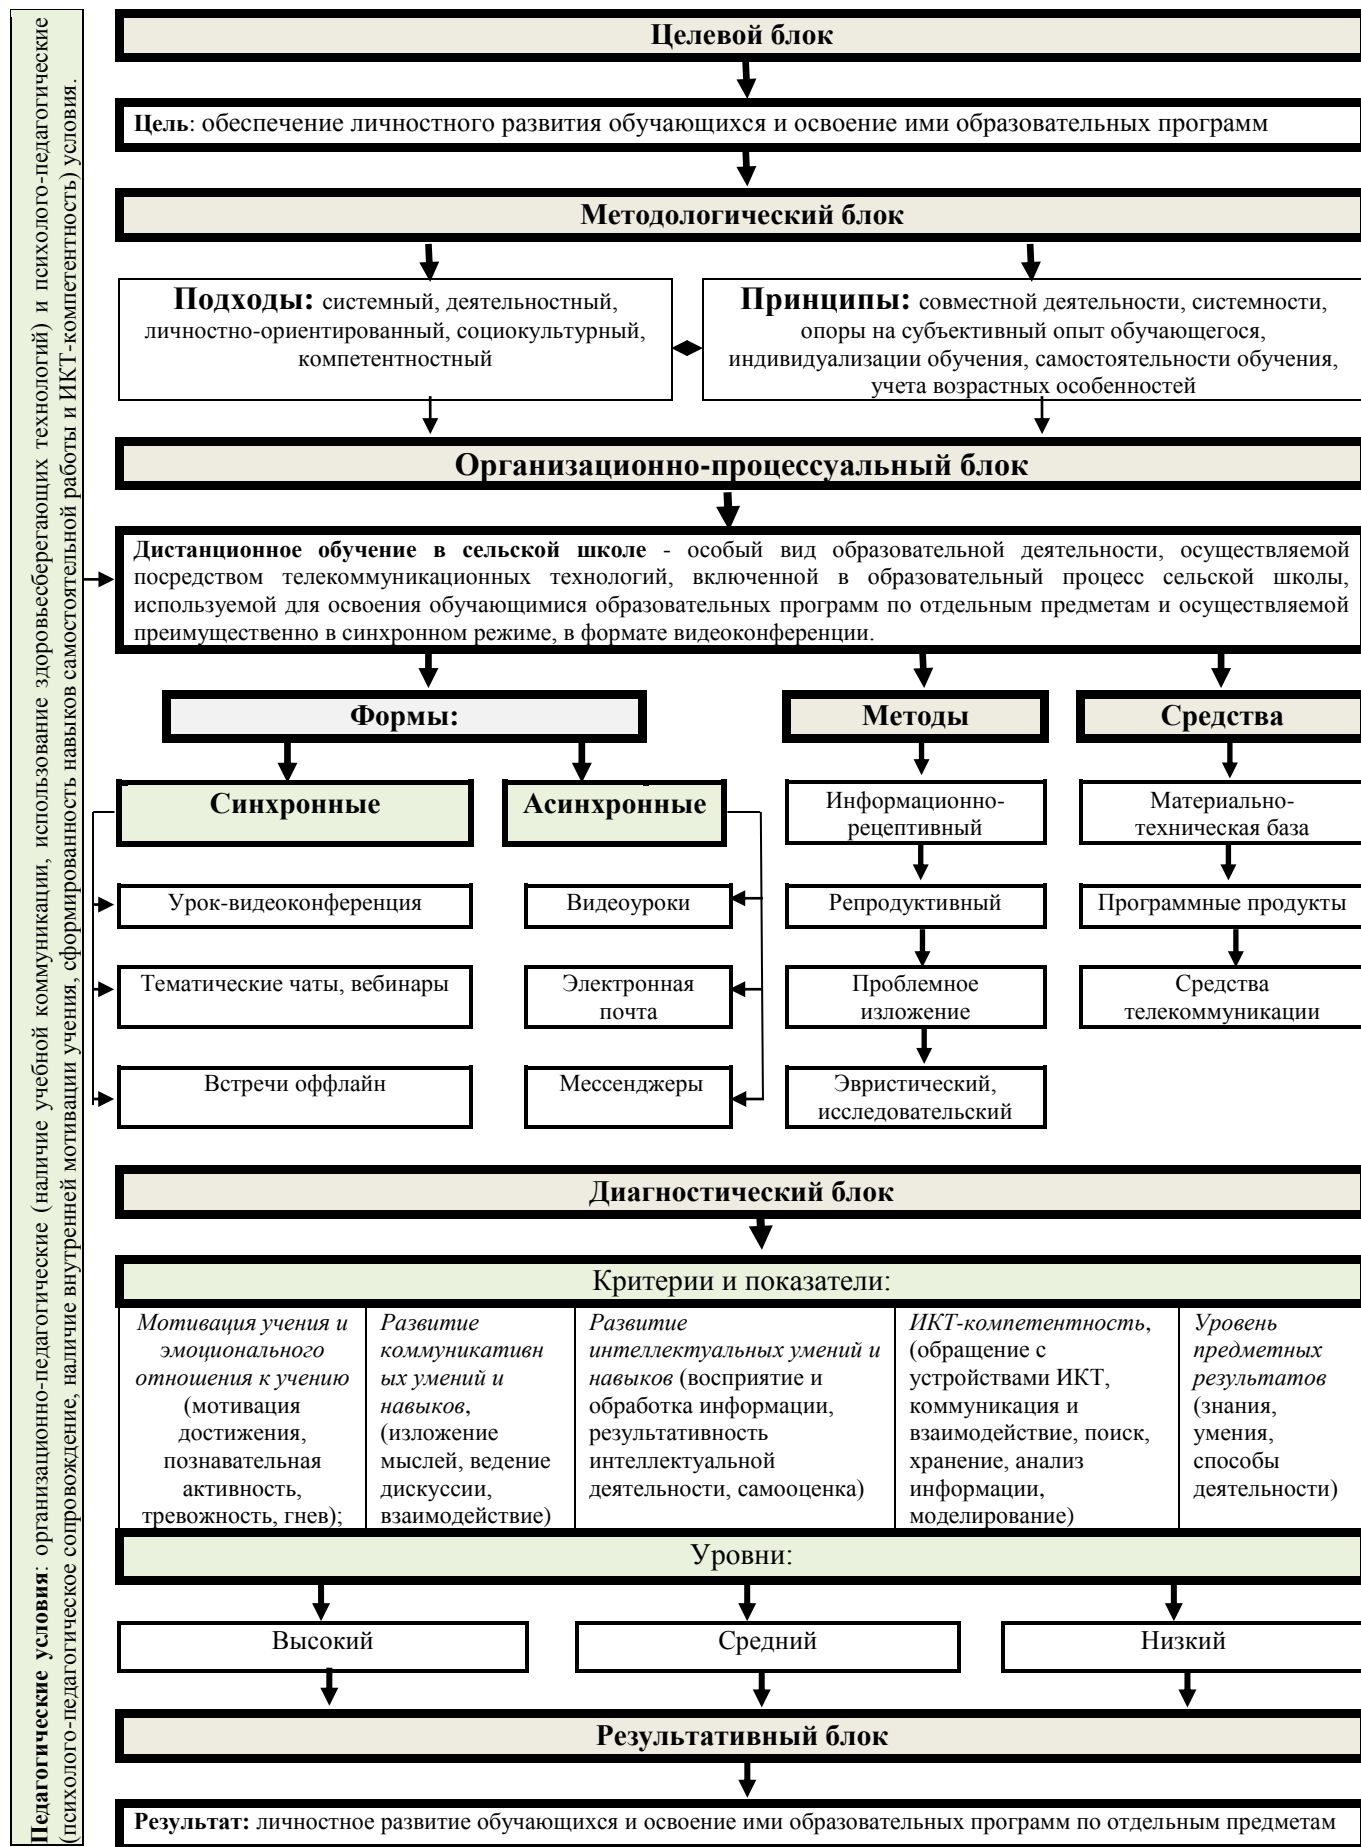 Педагогические условия: организационно-педагогические (наличие учебной коммуникации, использование здоровьесберегающих технологий) и психолого-педагогические
(психолого-педагогическое сопровождение, наличие внутренней мотивации учения, сформированность навыков самостоятельной работы и ИКТ-компетентность) условия.
Целевой блок
Цель: обеспечение личностного развития обучающихся и освоение ими образовательных программ
Методологический блок
Подходы: системный, деятельностный,
личностно-ориентированный, социокультурный,
компетентностный
Принципы: совместной деятельности, системности,
опоры на субъективный опыт обучающегося,
индивидуализации обучения, самостоятельности обучения,
учета возрастных особенностей
Организационно-процессуальный блок
Дистанционное обучение в сельской школе - особый вид образовательной деятельности, осуществляемой
посредством телекоммуникационных технологий, включенной в образовательный процесс сельской школы,
используемой для освоения обучающимися образовательных программ по отдельным предметам и осуществляемой
преимущественно в синхронном режиме, в формате видеоконференции.
Формы:
Методы
Средства
Синхронные
Асинхронные
Информационно-
рецептивный
Материально-
техническая база
Урок-видеоконференция
Видеоуроки
Репродуктивный
Программные продукты
Тематические чаты, вебинары
Электронная
почта
Проблемное
изложение
Средства
телекоммуникации
Встречи оффлайн
Мессенджеры
Эвристический,
исследовательский
Диагностический блок
Критерии и показатели:
Мотивация учения и
эмоционального
отношения к учению
(мотивация
достижения,
познавательная
активность,
тревожность, гнев);
Развитие
коммуникативн
ых умений и
навыков,
(изложение
мыслей, ведение
дискуссии,
взаимодействие)
Развитие
интеллектуальных умений и
навыков (восприятие и
обработка информации,
результативность
интеллектуальной
деятельности, самооценка)
ИКТ-компетентность,
(обращение с
устройствами ИКТ,
коммуникация и
взаимодействие, поиск,
хранение, анализ
информации,
моделирование)
Уровень
предметных
результатов
(знания,
умения,
способы
деятельности)
Уровни:
Высокий
Средний
Низкий
Результативный блок
Результат: личностное развитие обучающихся и освоение ими образовательных программ по отдельным предметам